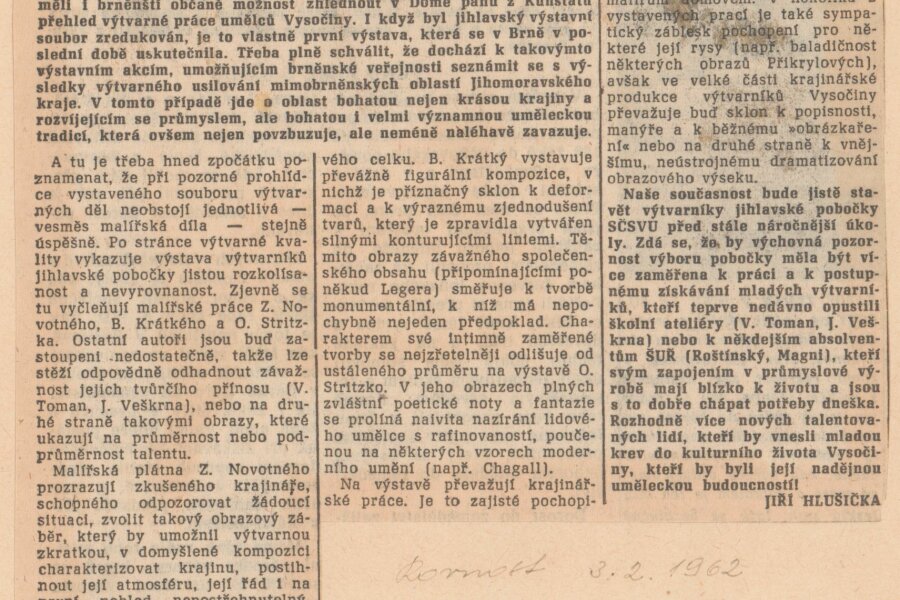 měli i brněnští občané možnost zhlédnout v Domě pánů z Kunštátu
přehled výtvarné práce umělců Vysočiny. I když byl jihlavský výstavní
soubor zredukován, je to vlastně první výstava, která se v Brně v po-
slední době uskutečnila. Třeba plně schválit, že dochází k takovýmto
výstavním akcím, umožňujícím brněnské veřejnosti seznámit se s vý-
sledky výtvarného usilování mimobrněnských oblastí Jihomoravského
kraje. V tomto případě jde o oblast bohatou nejen krásou krajiny a
rozvíjejícím se průmyslem, ale bohatou i velmi významnou uměleckou
tradicí, která ovšem nejen povzbuzuje, ale neméně naléhavě zavazuje.
A tu je třeba hned zpočátku po-
znamenat, že při pozorné prohlíd-
ce vystaveného souboru výtvar-
ných děl neobstojí jednotlivá —
vesměs malířská díla — stejně
úspěšně. Po stránce výtvarné kva-
lity vykazuje výstava výtvarníků
jihlavské pobočky jistou rozkolísa-
nost a nevyrovnanost. Zjevně se
tu vyčleňují malířské práce Z. No-
votného, B. Krátkého a O. Stritz-
ka. Ostatní autoři jsou buď za-
stoupeni nedostatečně, takže lze
stěží odpovědně odhadnout závaž-
nost jejich tvůrčího přínosu (V.
Toman, J. Veškrna), nebo na dru-
hé straně takovými obrazy, které
ukazují na průměrnost nebo pod-
průměrnost talentu.
Malířská plátna Z. Novotného
prozrazují zkušeného krajináře,
schopného odpozorovat žádoucí
situaci, zvolit takový obrazový zá-
běr, který by umožnil výtvarnou
zkratkou, v domyšlené kompozici
charakterizovat krajinu, postih-
nout její atmosféru, její řád i na
první pohled nepostřehnutelný
vého celku. B. Krátký vystavuje
převážně figurální kompozice, v
nichž je příznačný sklon k defor-
maci a k výraznému zjednodušení
tvarů, který je zpravidla vytvářen
silnými konturujícími liniemi. Tě-
mito obrazy závažného společen-
ského obsahu (připomínajícími po-
někud Legera) směřuje k tvorbě
monumentální, k níž má nepo-
chybně nejeden předpoklad. Cha-
rakterem své intimně zaměřené
tvorby se nejzřetelněji odlišuje od
ustáleného průměru na výstavě O.
Stritzko. V jeho obrazech plných
zvláštní poetické noty a fantazie
se prolíná naivita nazírání lidové-
ho umělce s rafinovaností, pouče-
nou na některých vzorech moder-
ního umění (např. Chagall).
Na výstavě převažují krajinář-
ské práce. Je to zajisté pochopi-
vystavených prací je také sympa-
tický záblesk pochopení pro ně-
které její rysy (např. baladičnost
některých obrazů Přikrylových),
avšak ve velké části krajinářské
produkce výtvarníků Vysočiny
převažuje buď sklon k popisnosti,
manýře a k běžnému »obrázkaře-
ní« nebo na druhé straně k vněj-
šímu, neústrojnému dramatizování
obrazového výseku.
Naše současnost bude jistě sta-
vět výtvarníky jihlavské pobočky
SČSVU před stále náročnější úko-
ly. Zdá se, že by výchovná pozor-
nost výboru pobočky měla být ví-
ce zaměřena k práci a k postup-
nému získávání mladých výtvarní-
ků, kteří teprve nedávno opustili
školní ateliéry (V. Toman, J. Veš-
krna) nebo k někdejším absolven-
tům ŠUŘ (Roštínský, Magni), kteří
svým zapojením v průmyslové vý-
robě mají blízko k životu a jsou
s to dobře chápat potřeby dneška.
Rozhodně více nových talentova-
ných lidí, kteří by vnesli mladou
krev do kulturního života Vysoči-
ny, kteří by byli její nadějnou
uměleckou budoucností!
JIŘÍ HLUŠIČKA
Rovnost 3. 2. 1962